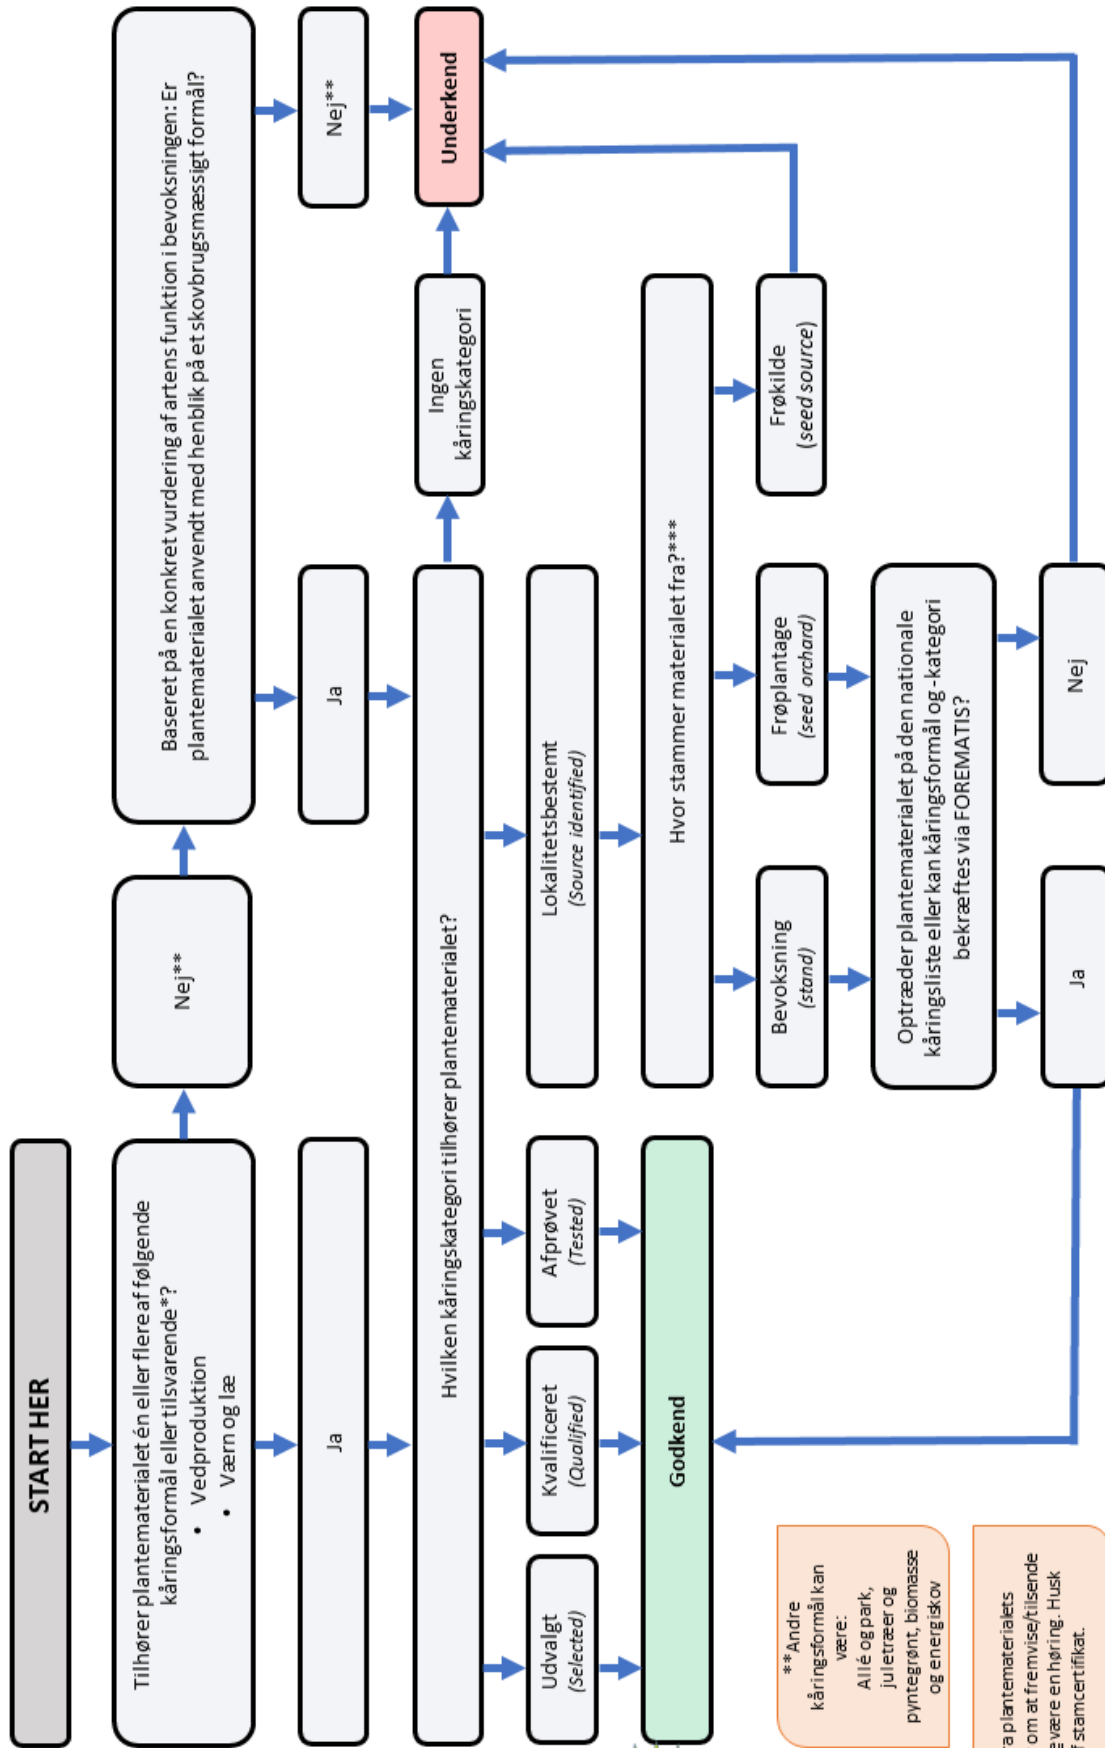 START HER
Tilhører plantematerialet én eller flere af følgende
kåringsformål eller tilsvarende*?
• Vedproduktion
• Værn og læ
Nej**
Baseret på en konkret vurdering af artens funktion i bevoksningen: Er
plantematerialet anvendt med henblik på et skovbrugsmæssigt formål?
Ja
Ja
Nej**
Hvilken kåringskategori tilhører plantematerialet?
Ingen
kåringskategori
Underkend
Udvalgt
(Selected)
Kvalificeret
(Qualified)
Afprøvet
(Tested)
Lokalitetsbestemt
(Source identified)
Godkend
Hvor stammer materialet fra?***
Bevoksning
(stand)
Frøplantage
(seed orchard)
Frøkilde
(seed source)
Optræder plantematerialet på den nationale
kåringsliste eller kan kåringsformål og -kategori
bekræftes via FOREMATIS?
Ja
Nej
**Andre
kåringsformål kan
være:
Allé og park,
juletræer og
pyntegrønt, biomasse
og energiskov
plantematerialets
om at fremvise/tilsende
være en høring. Husk
stamcertifikat.